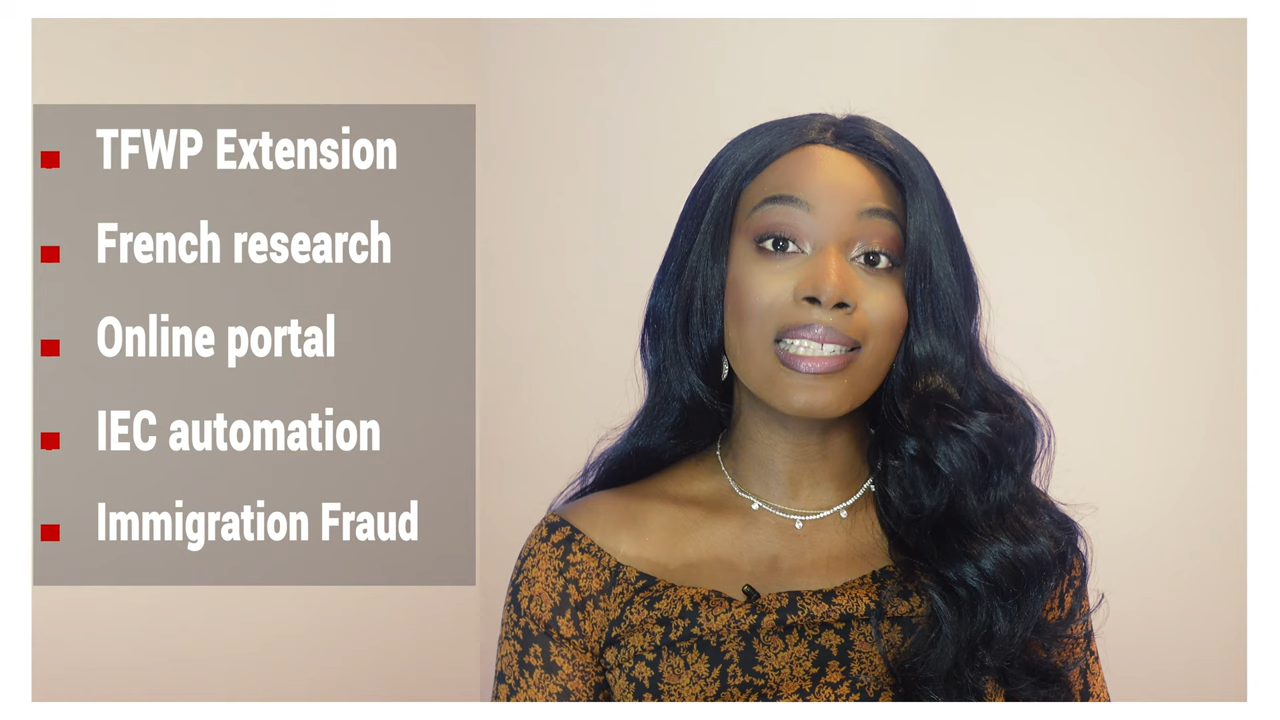 TFWP Extension
French research
Online portal
IEC automation
Immigration Fraud